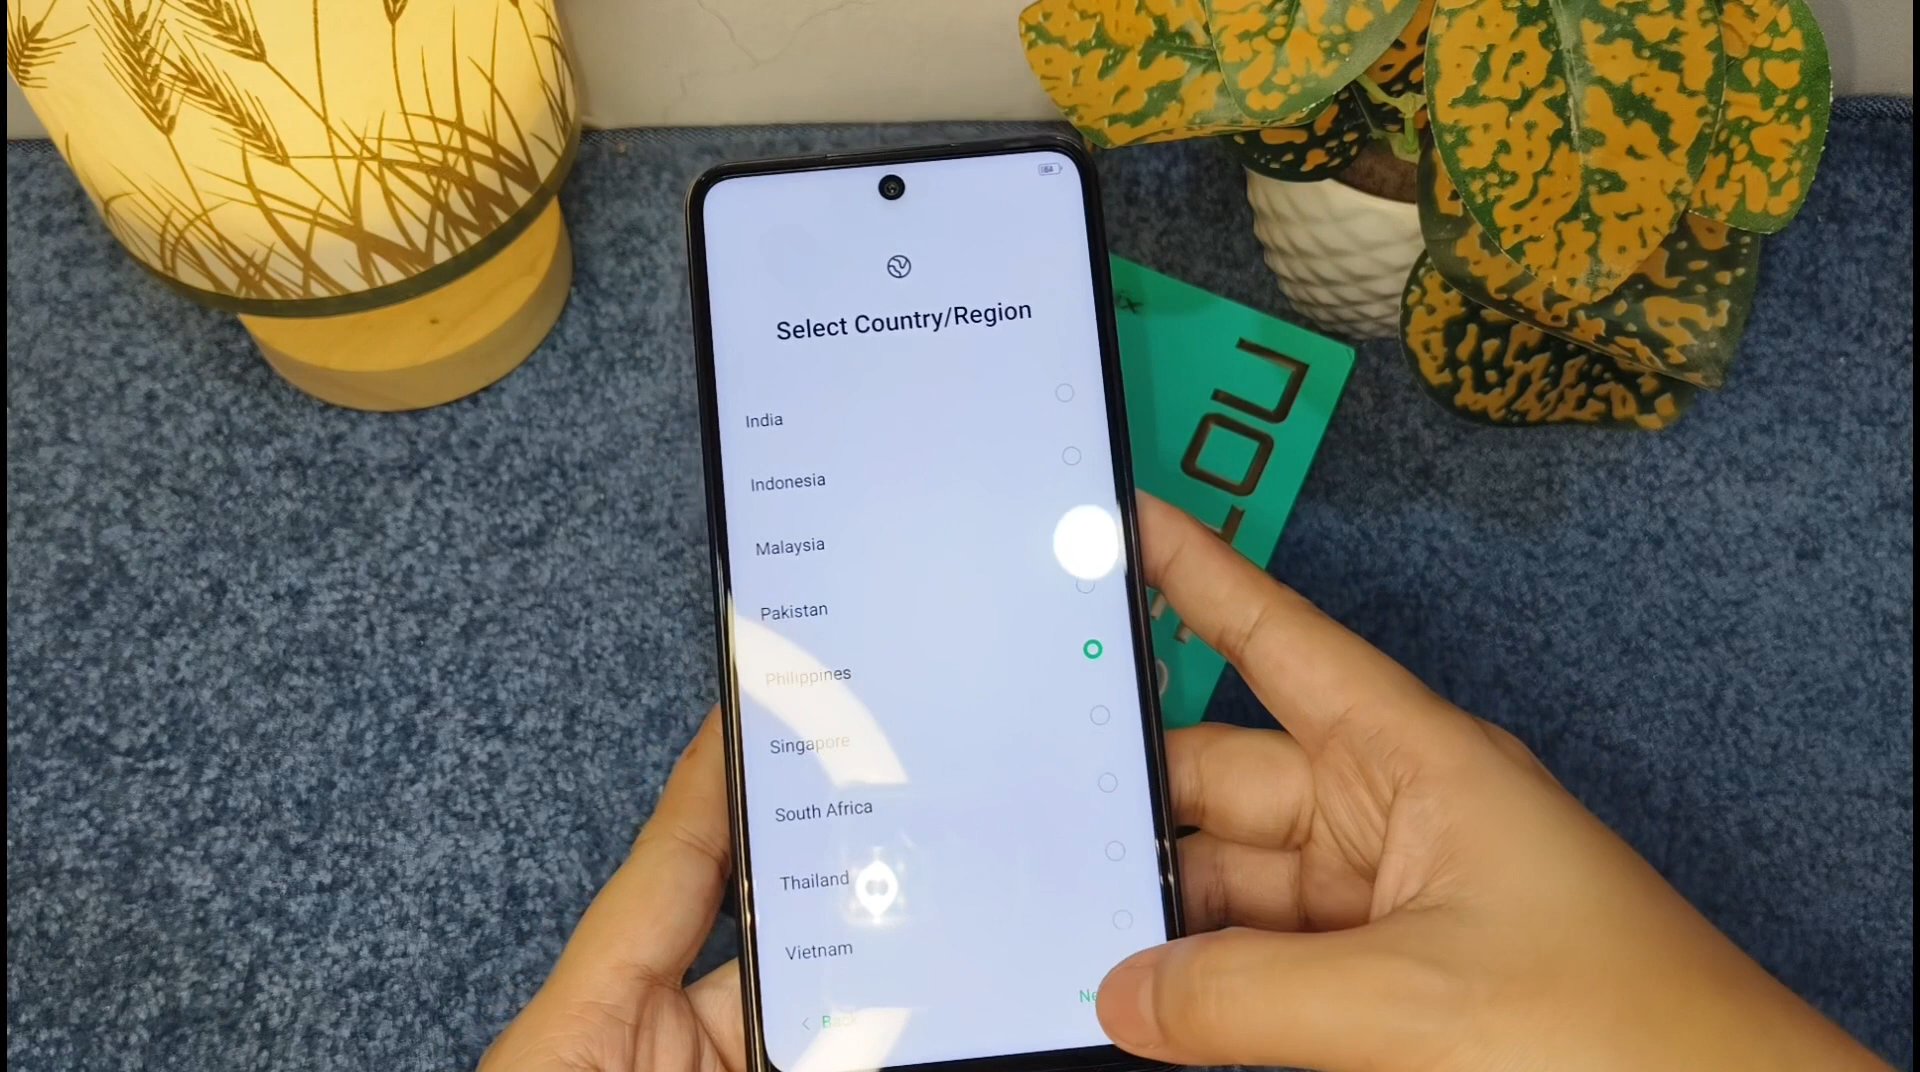 Select Country/Region
India
Indonesia
Malaysia
Pakistan
Philippines
Singapore
South Africa
Thailand
Vietnam
Back